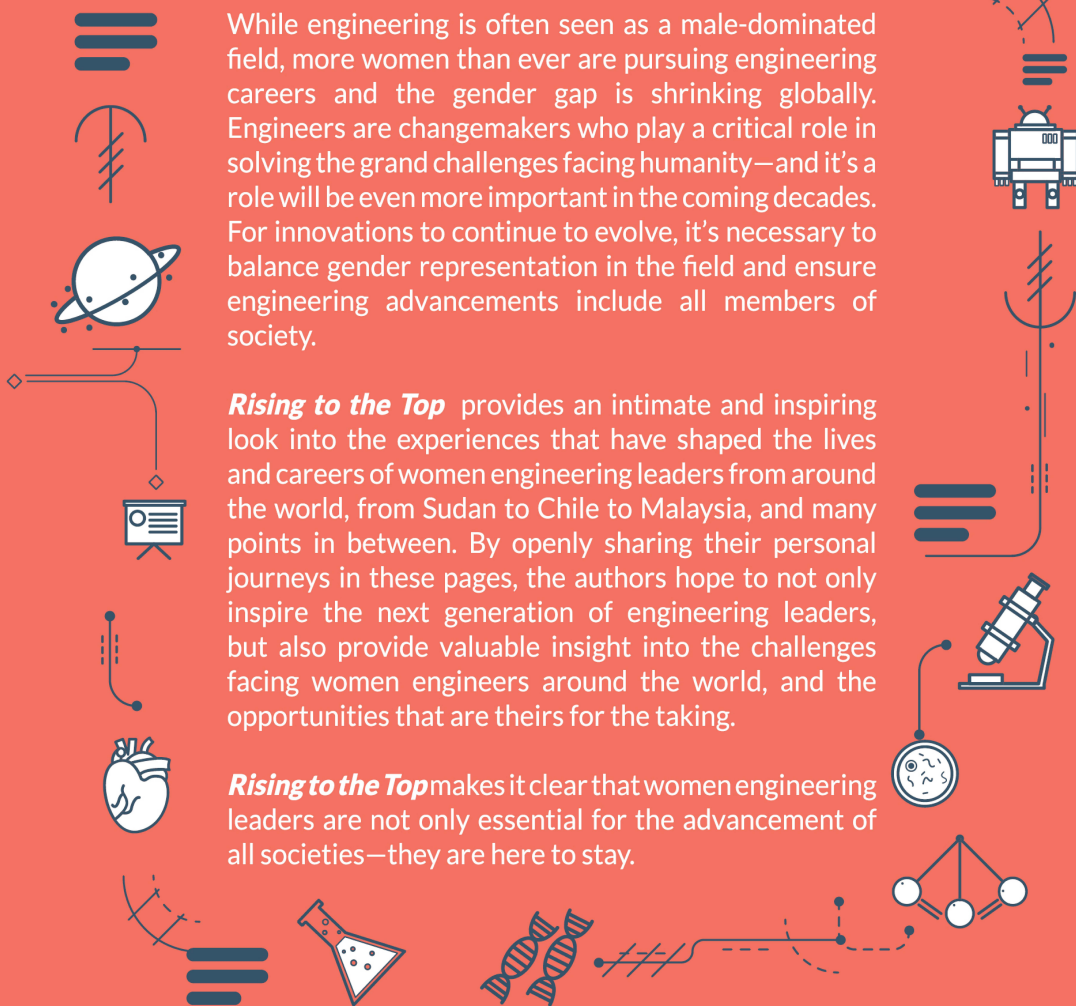 While engineering is often seen as a male-dominated
field, more women than ever are pursuing engineering
careers and the gender gap is shrinking globally.
Engineers are changemakers who play a critical role in
solving the grand challenges facing humanity—and it’s a
role will be even more important in the coming decades.
For innovations to continue to evolve, it’s necessary to
balance gender representation in the field and ensure
engineering advancements include all members of
society.
Rising to the Top provides an intimate and inspiring
look into the experiences that have shaped the lives
and careers of women engineering leaders from around
the world, from Sudan to Chile to Malaysia, and many
points in between. By openly sharing their personal
journeys in these pages, the authors hope to not only
inspire the next generation of engineering leaders,
but also provide valuable insight into the challenges
facing women engineers around the world, and the
opportunities that are theirs for the taking.
Rising to the Top makes it clear that women engineering
leaders are not only essential for the advancement of
all societies—they are here to stay.